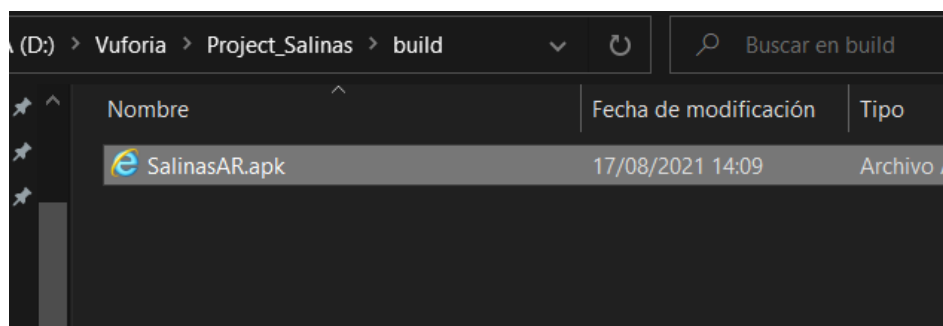 (D:) > Vuforia > Project_Salinas > build Buscar en build
Nombre Fecha de modificación Tipo
SalinasAR.apk 17/08/2021 14:09 Archivo